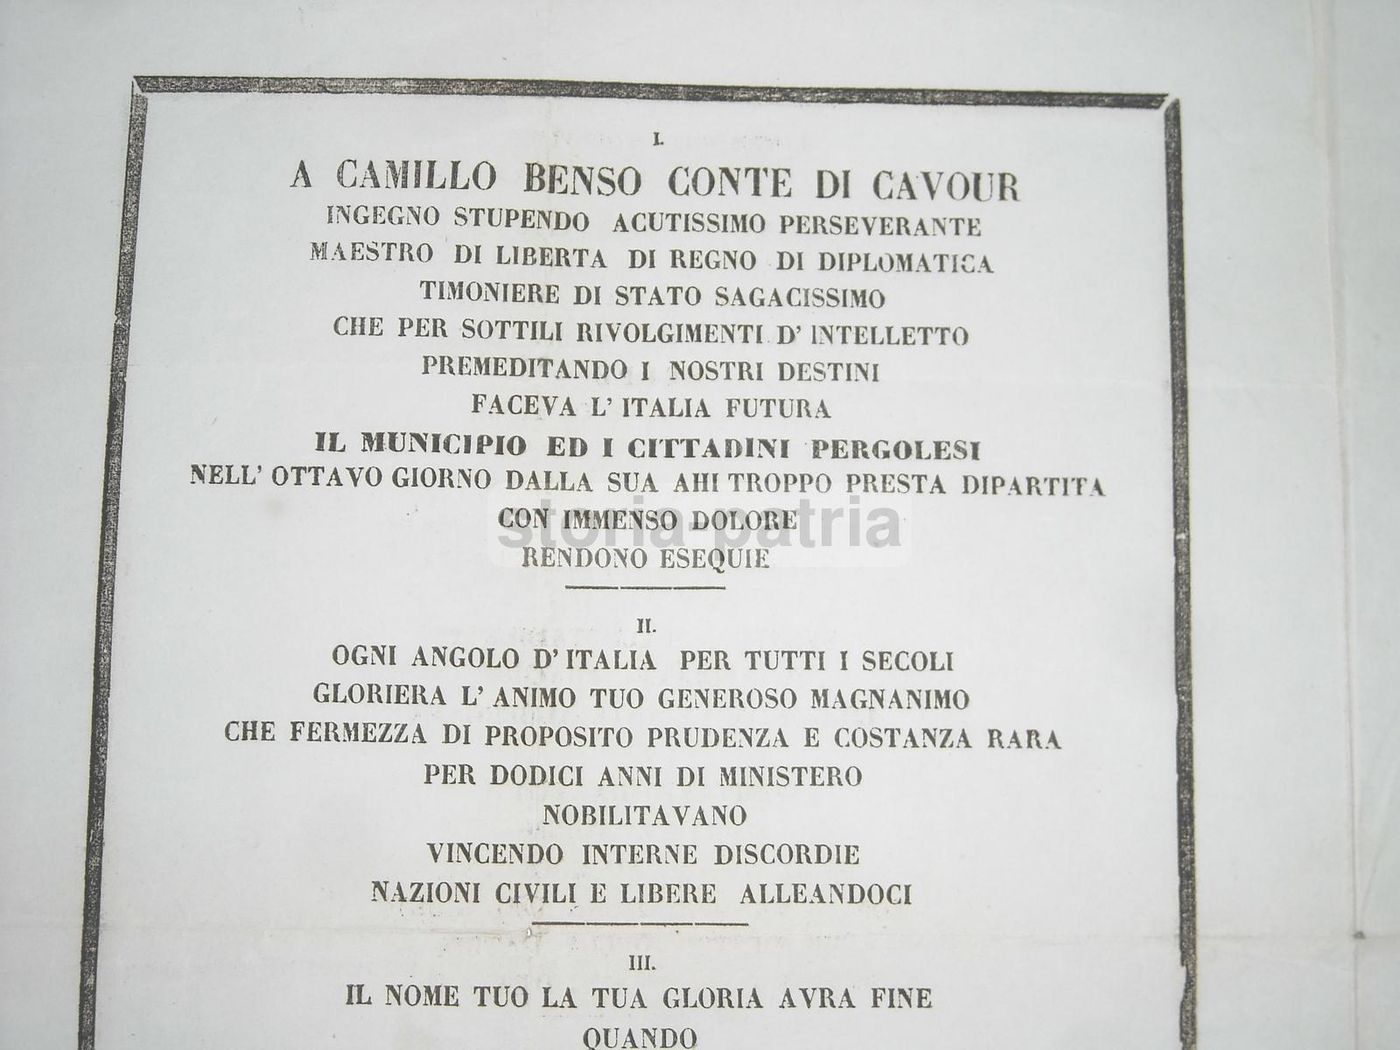 I.
A CAMILLO BENSO CONTE DI CAVOUR
INGEGNO STUPENDO ACUTISSIMO PERSEVERANTE
MAESTRO DI LIBERTA DI REGNO DI DIPLOMATICA
TIMONIERE DI STATO SAGACISSIMO
CHE PER SOTTILI RIVOLGIMENTI D' INTELLETTO
PREMEDITANDO I NOSTRI DESTINI
FACEVA L' ITALIA FUTURA
IL MUNICIPIO ED I CITTADINI PERGOLESI
NELL' OTTAVO GIORNO DALLA SUA AHI TROPPO PRESTA DIPARTITA
CON IMMENSO DOLORE
storia-patria
RENDONO ESEQUIE
II.
OGNI ANGOLO D' ITALIA PER TUTTI I SECOLI
GLORIERA L' ANIMO TUO GENEROSO MAGNANIMO
CHE FERMEZZA DI PROPOSITO PRUDENZA E COSTANZA RARA
PER DODICI ANNI DI MINISTERO
NOBILITAVANO
VINCENDO INTERNE DISCORDIE
NAZIONI CIVILI E LIBERE ALLEANDOCI
III.
IL NOME TUO LA TUA GLORIA AVRA FINE
QUANDO